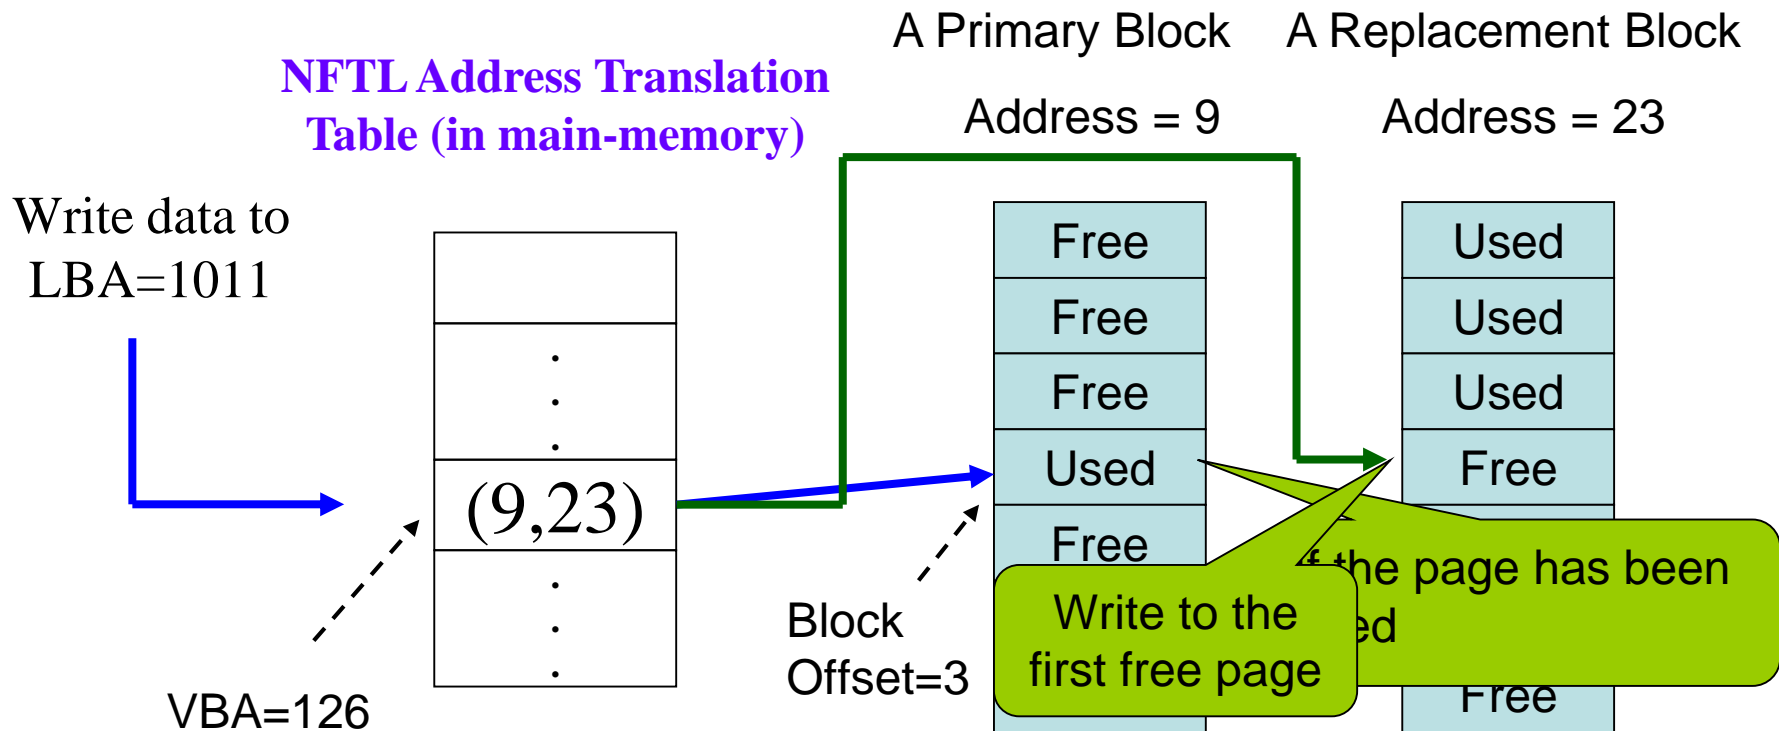 A Primary Block
A Replacement Block
NFTL Address Translation
Table (in main-memory)
Address = 9
Address = 23
Write data to
LBA=1011
(9,23)
VBA=126
Block
Offset=3
Free
Free
Free
Used
Free
Used
Used
Used
Free
Free
Write to the
first free page
the page has been